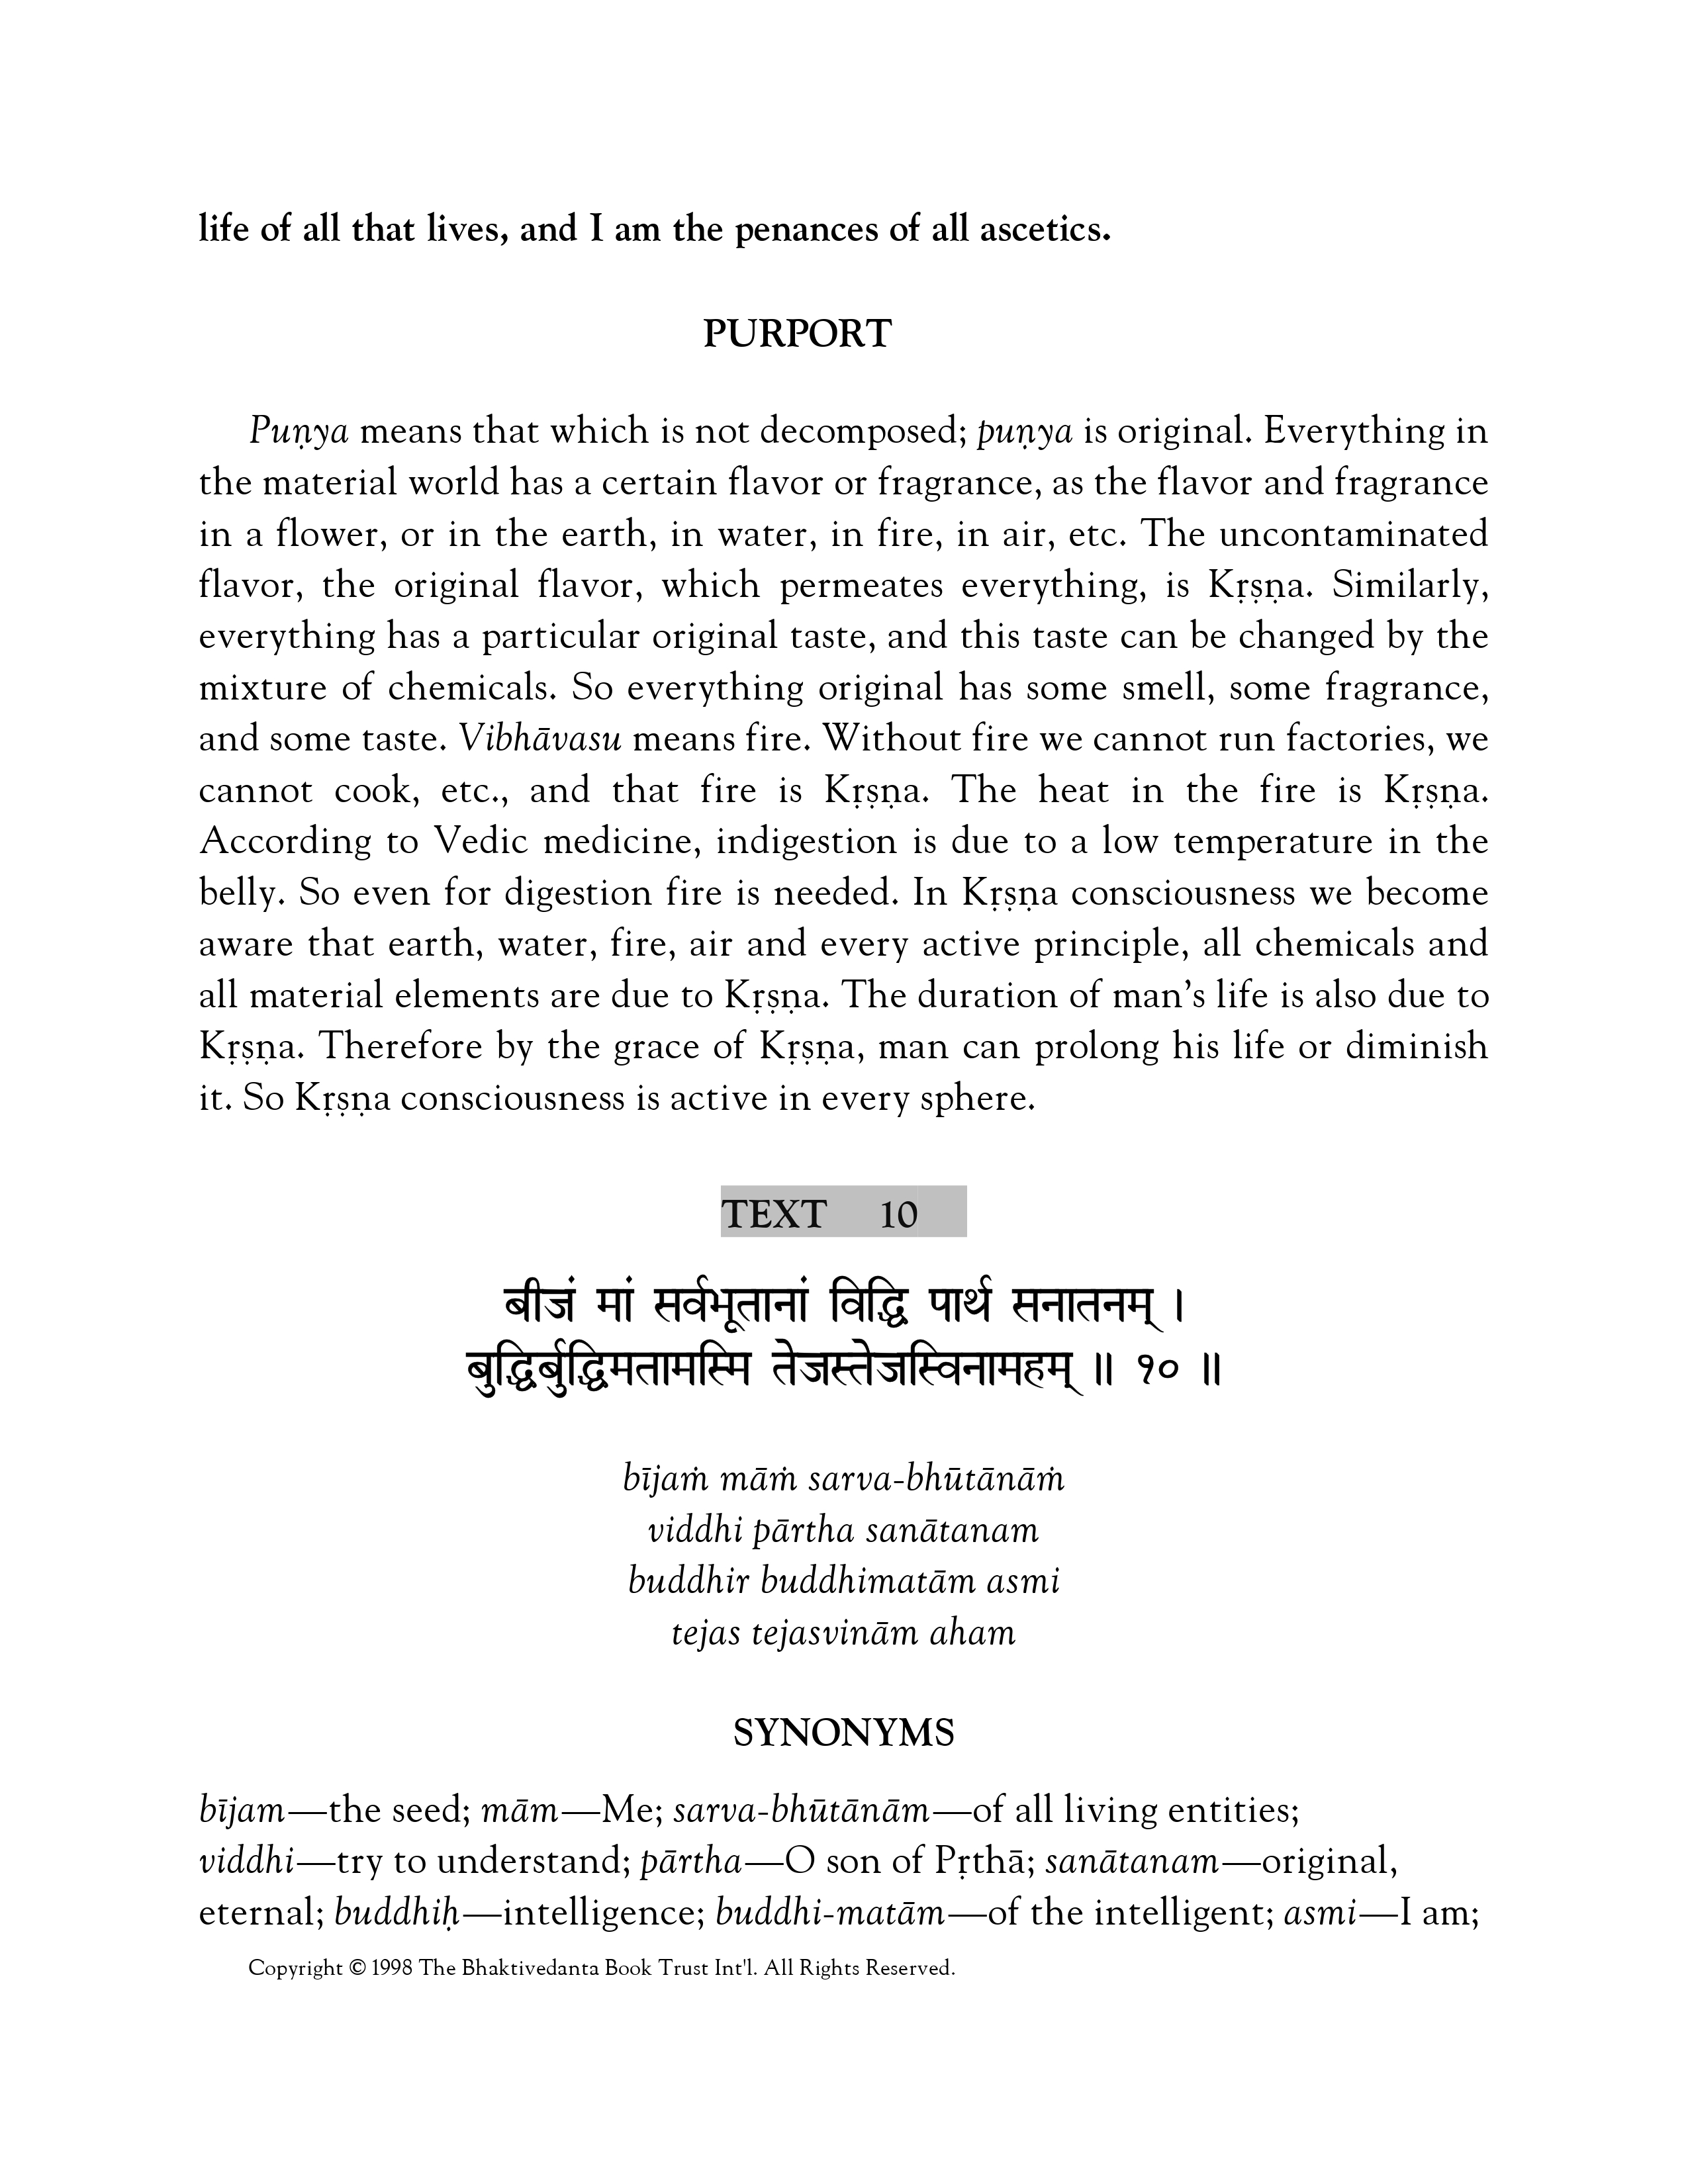 life of all that lives, and I am the penances of all ascetics.
PURPORT
Puṇya means that which is not decomposed; puṇya is original. Everything in
the material world has a certain flavor or fragrance, as the flavor and fragrance
in a flower, or in the earth, in water, in fire, in air, etc. The uncontaminated
flavor, the original flavor, which permeates everything, is Kṛṣṇa. Similarly,
everything has a particular original taste, and this taste can be changed by the
mixture of chemicals. So everything original has some smell, some fragrance,
and some taste. Vibhāvasu means fire. Without fire we cannot run factories, we
cannot cook, etc., and that fire is Kṛṣṇa. The heat in the fire is Kṛṣṇa.
According to Vedic medicine, indigestion is due to a low temperature in the
belly. So even for digestion fire is needed. In Kṛṣṇa consciousness we become
aware that earth, water, fire, air and every active principle, all chemicals and
all material elements are due to Kṛṣṇa. The duration of man’s life is also due to
Kṛṣṇa. Therefore by the grace of Kṛṣṇa, man can prolong his life or diminish
it. So Kṛṣṇa consciousness is active in every sphere.
TEXT 10
बीजं मां सर्वभूतानां विद्धि पार्थ सनातनम् ।
बुद्धिर्बुद्धिमतामस्मि तेजस्तेजस्विनामहम् ॥ १० ॥
bījaṁ māṁ sarva-bhūtānāṁ
viddhi pārtha sanātanam
buddhir buddhimatām asmi
tejas tejasvinām aham
SYNONYMS
bījam—the seed; mām—Me; sarva-bhūtānām—of all living entities;
viddhi—try to understand; pārtha—O son of Pṛthā; sanātanam—original,
eternal; buddhiḥ—intelligence; buddhi-matām—of the intelligent; asmi—I am;
Copyright © 1998 The Bhaktivedanta Book Trust Int'l. All Rights Reserved.